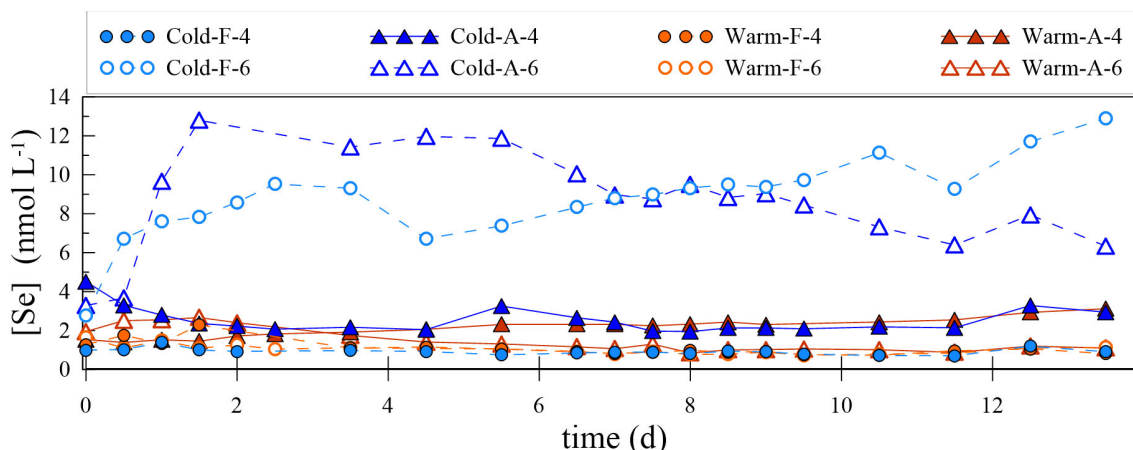 Cold-F-4 Cold-A-4 Warm-F-4 Warm-A-4
Cold-F-6 Cold-A-6 Warm-F-6 Warm-A-6
14
12
10
8
6
4
2
0
[Se] (nmol L⁻¹)
0 2 4 6 8 10 12
time (d)